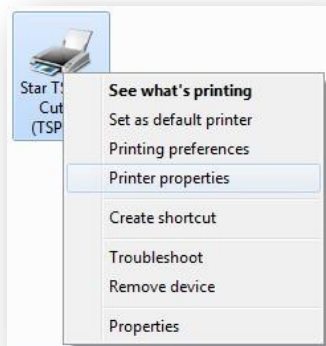 Star T
Cut
(TSP
See what's printing
Set as default printer
Printing preferences
Printer properties
Create shortcut
Troubleshoot
Remove device
Properties